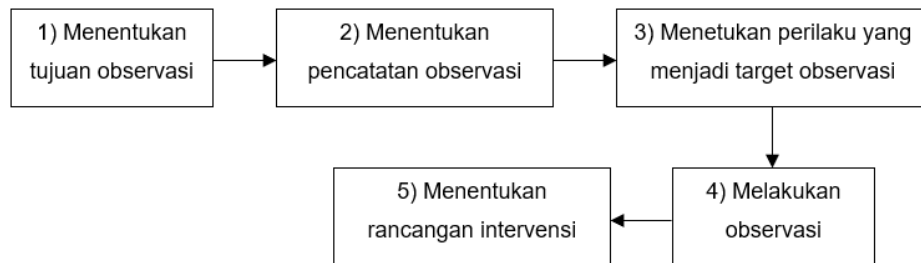 1) Menentukan
tujuan observasi
2) Menentukan
pencatatan observasi
3) Menetukan perilaku yang
menjadi target observasi
4) Melakukan
observasi
5) Menentukan
rancangan intervensi